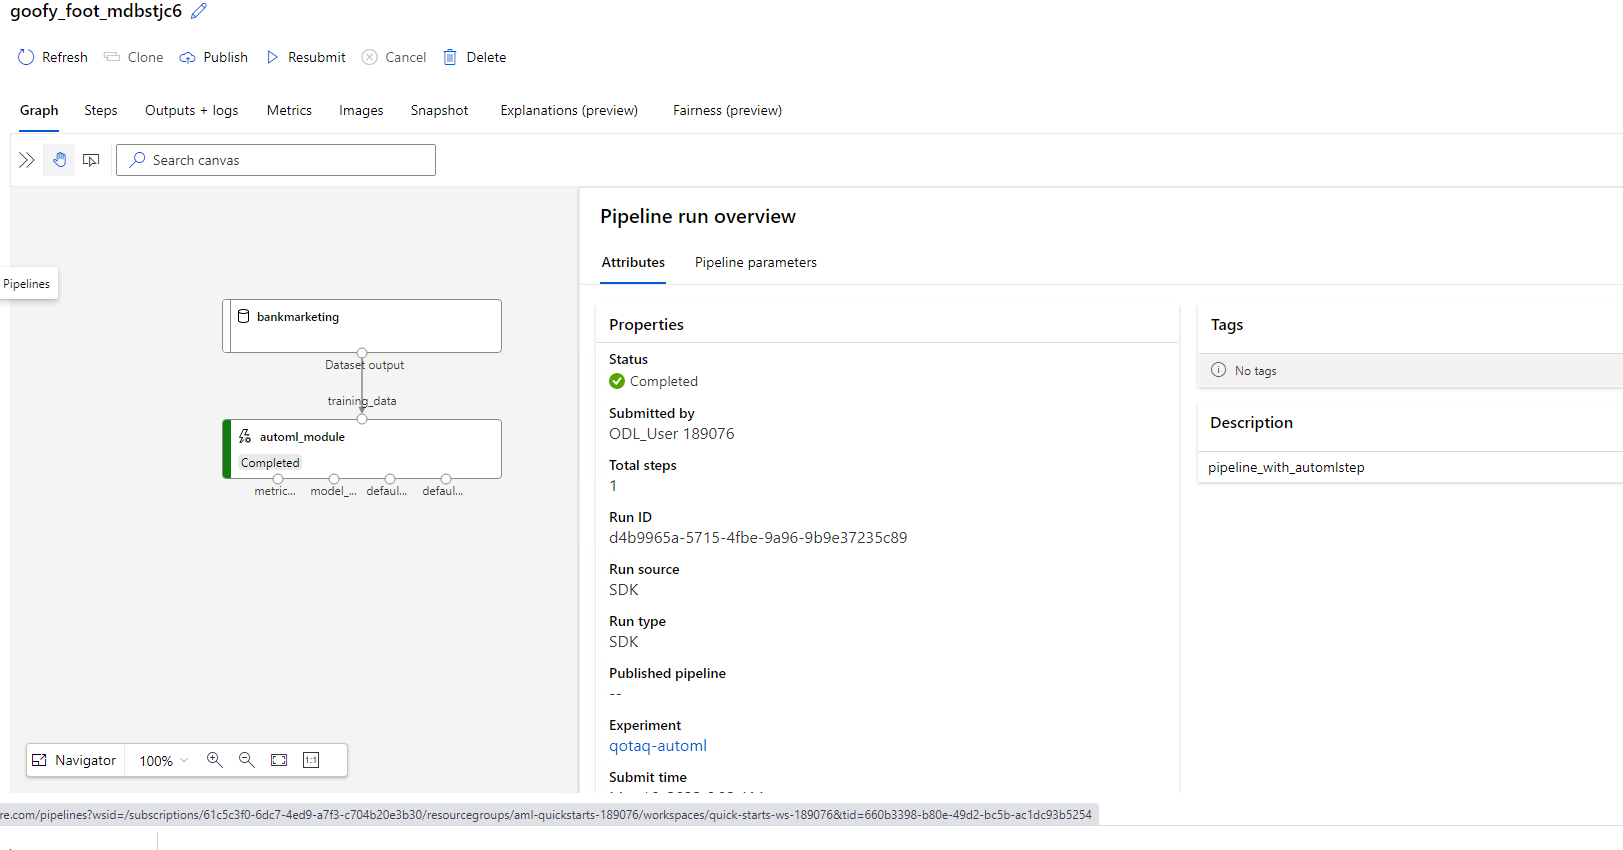 goofy_foot_mdbstjc6
Refresh Clone Publish Resubmit Cancel Delete
Graph Steps Outputs + logs Metrics Images Snapshot Explanations (preview) Fairness (preview)
Search canvas
Pipelines
bankmarketing
Dataset output
training_data
automl_module
Completed
metric... model_... defaul... defaul...
Navigator 100% 1:1
Pipeline run overview
Attributes Pipeline parameters
Properties
Status
Completed
Submitted by
ODL_User 189076
Total steps
1
Run ID
d4b9965a-5715-4fbe-9a96-9b9e37235c89
Run source
SDK
Run type
SDK
Published pipeline
--
Experiment
qotaq-automl
Submit time
Tags
No tags
Description
pipeline_with_automlstep
re.com/pipelines?wsid=/subscriptions/61c5c3f0-6dc7-4ed9-a7f3-c704b20e3b30/resourcegroups/aml-quickstarts-189076/workspaces/quick-starts-ws-189076&tid=660b3398-b80e-49d2-bc5b-ac1dc93b5254